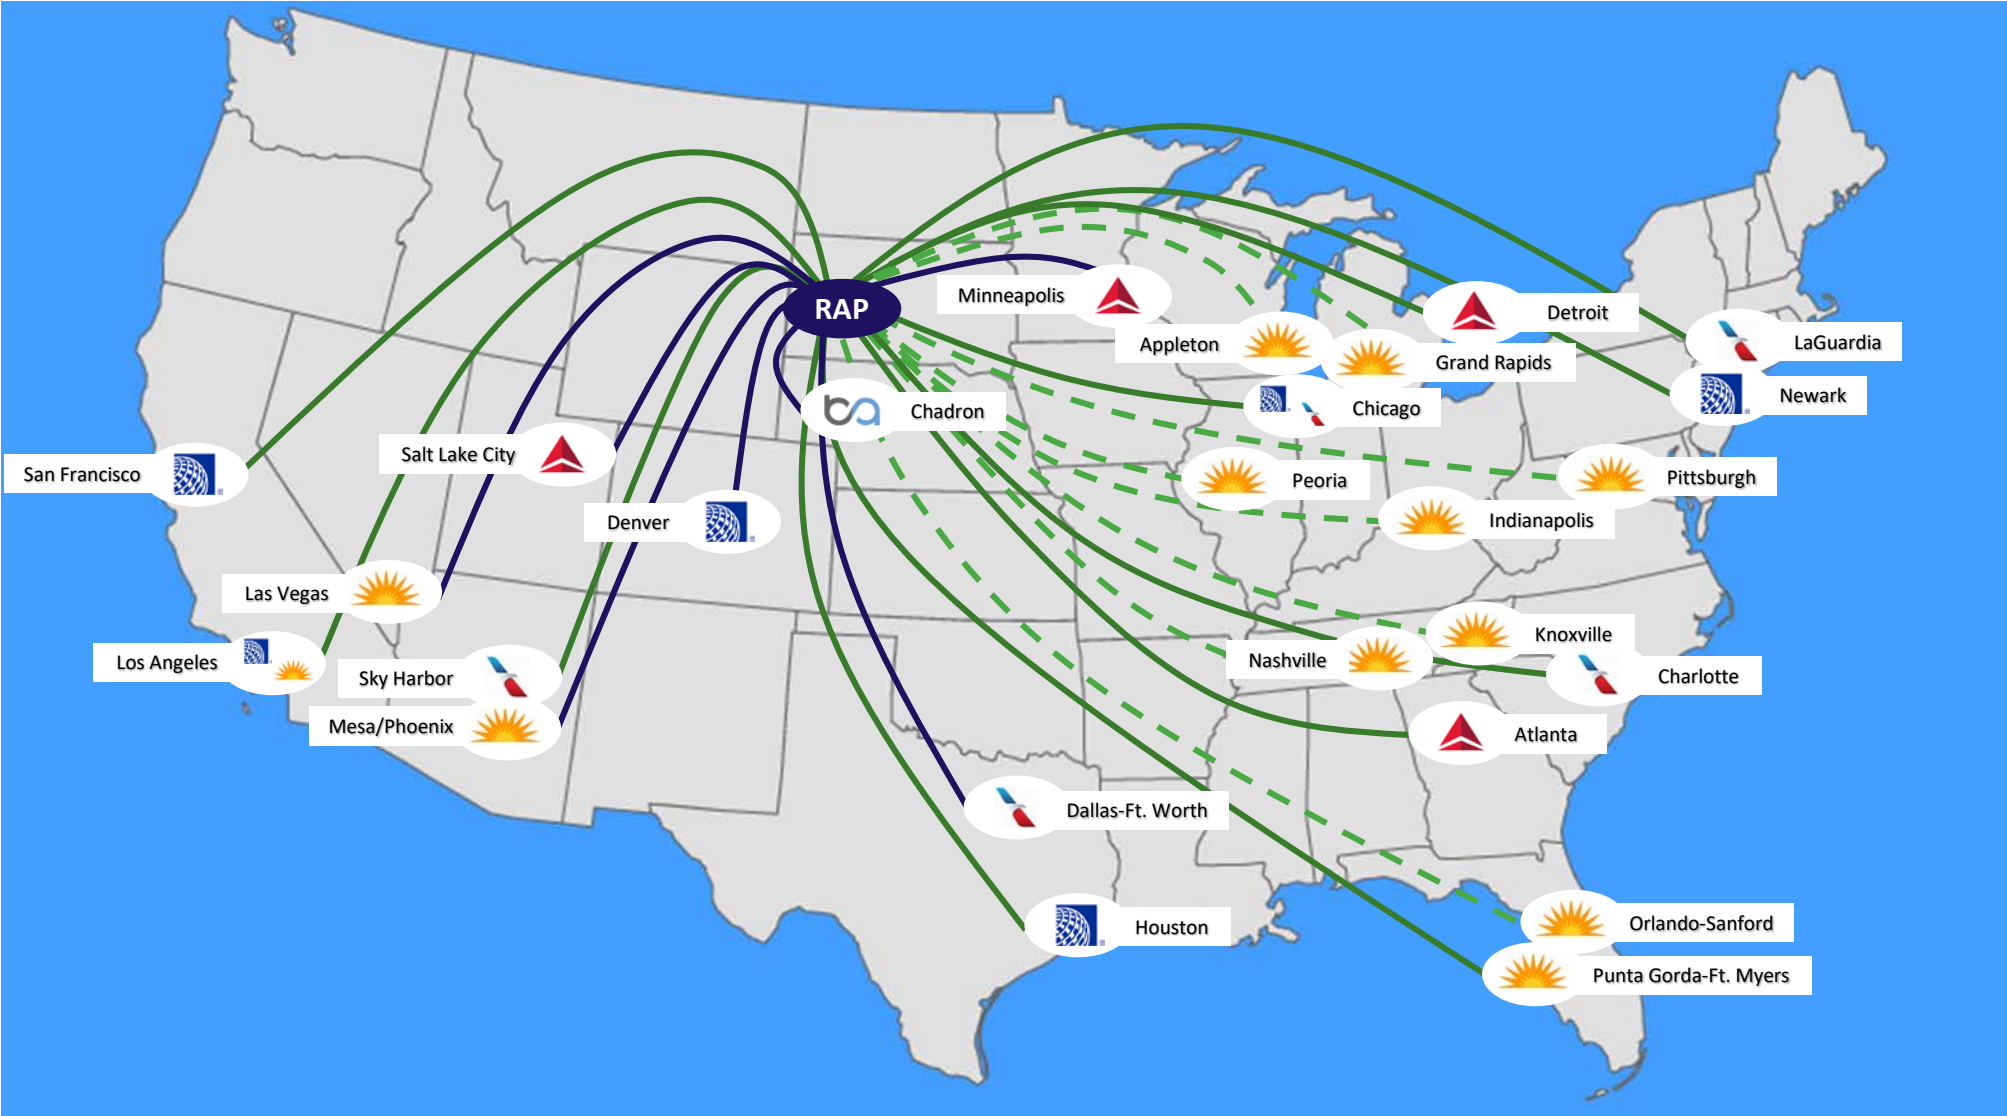 RAP
Minneapolis
Detroit
Appleton
LaGuardia
Grand Rapids
Newark
Chadron
Chicago
Salt Lake City
San Francisco
Pittsburgh
Peoria
Denver
Indianapolis
Las Vegas
Knoxville
Los Angeles
Nashville
Sky Harbor
Charlotte
Mesa/Phoenix
Atlanta
Dallas-Ft. Worth
Houston
Orlando-Sanford
Punta Gorda-Ft. Myers